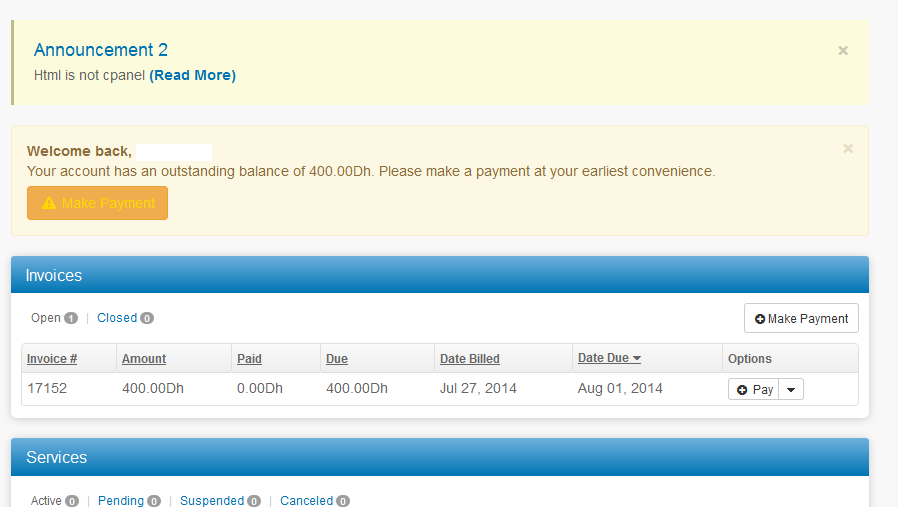 Announcement 2
×
Html is not cpanel (Read More)
Welcome back,
×
Your account has an outstanding balance of 400.00Dh. Please make a payment at your earliest convenience.
Make Payment
Invoices
Open 1 | Closed 0
Make Payment
Invoice # Amount Paid Due Date Billed Date Due Options
17152 400.00Dh 0.00Dh 400.00Dh Jul 27, 2014 Aug 01, 2014 Pay
Services
Active 0 | Pending 0 | Suspended 0 | Canceled 0